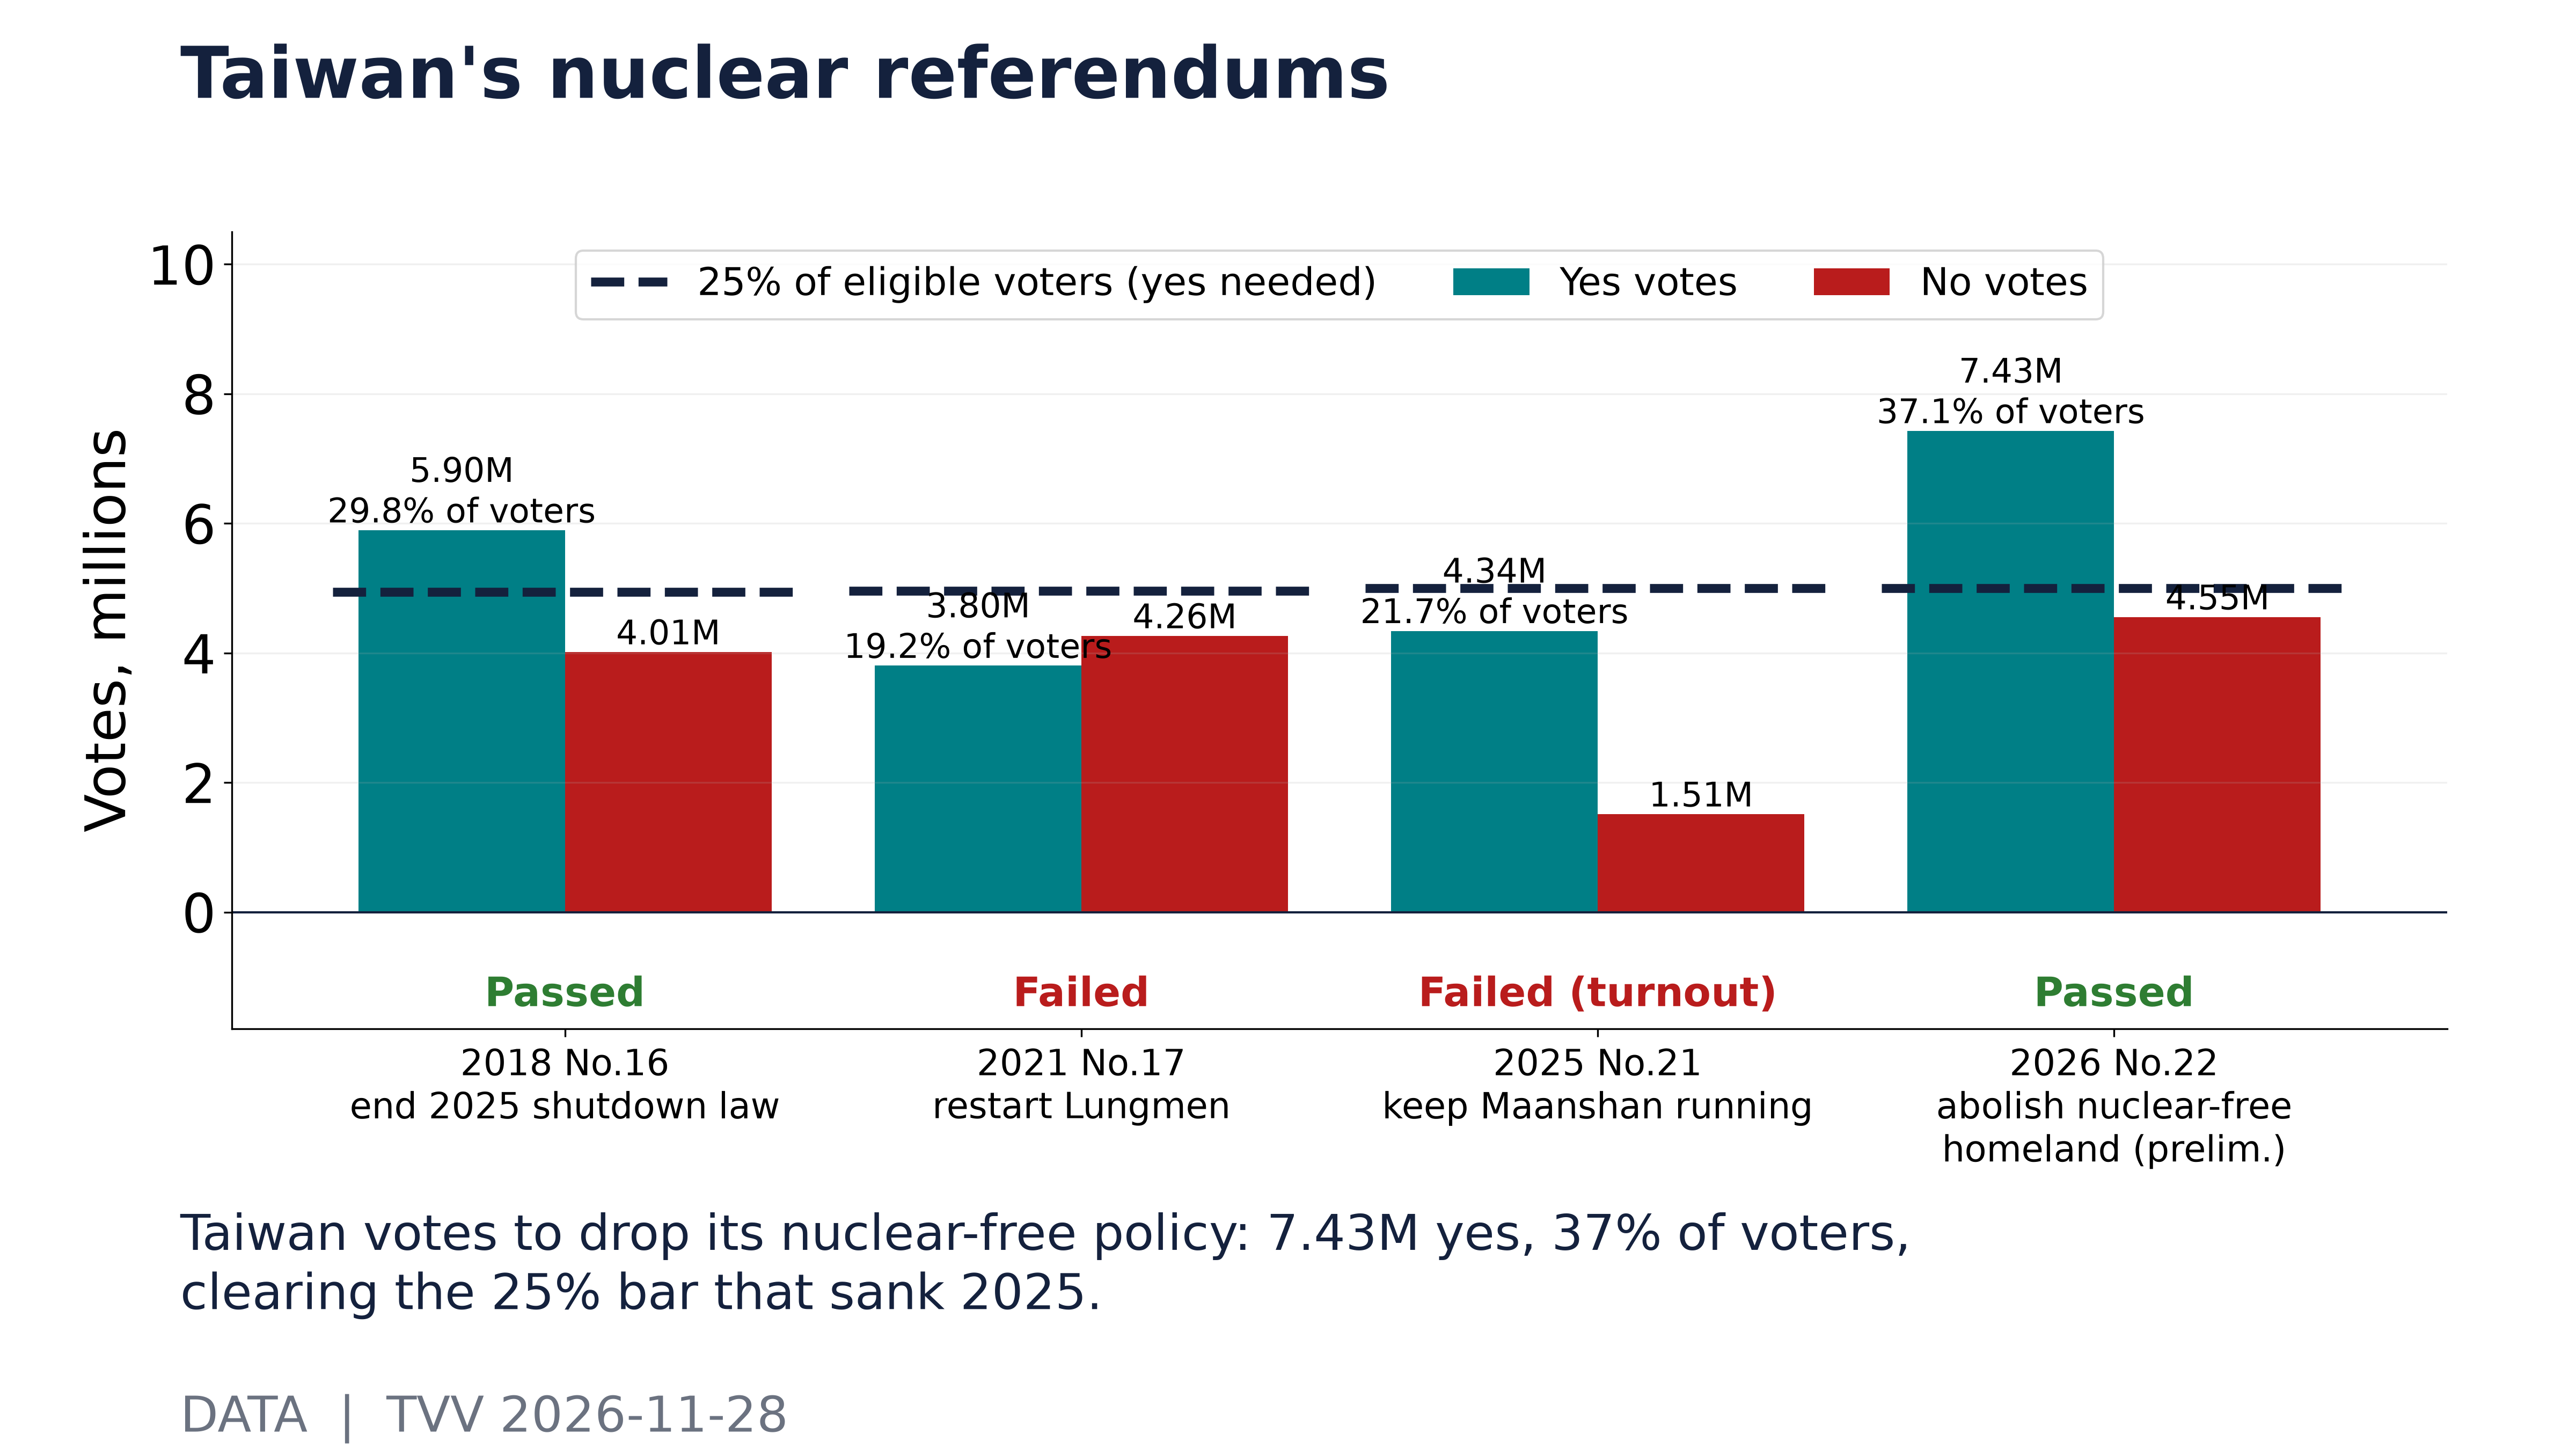 Taiwan's nuclear referendums
25% of eligible voters (yes needed)
Yes votes
No votes
Votes, millions
10
8
6
4
2
0
5.90M
29.8% of voters
4.01M
3.80M
19.2% of voters
4.26M
4.34M
21.7% of voters
1.51M
7.43M
37.1% of voters
4.55M
Passed
Failed
Failed (turnout)
Passed
2018 No.16
end 2025 shutdown law
2021 No.17
restart Lungmen
2025 No.21
keep Maanshan running
2026 No.22
abolish nuclear-free
homeland (prelim.)
Taiwan votes to drop its nuclear-free policy: 7.43M yes, 37% of voters,
clearing the 25% bar that sank 2025.
DATA | TVV 2026-11-28